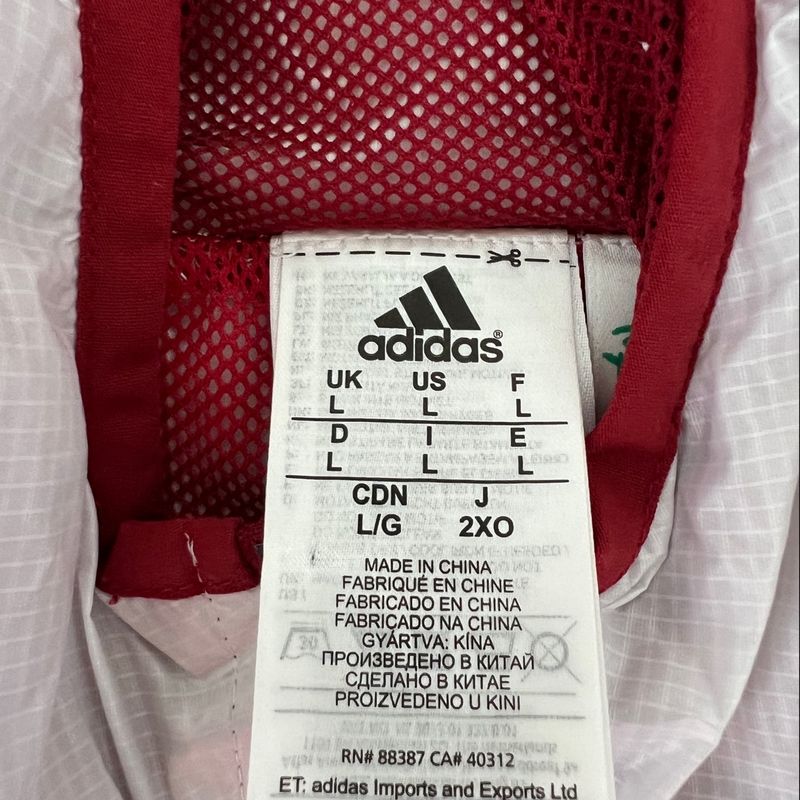 adidas®
UK US F
L L L
D I E
L L L
CDN J
L/G 2XO
MADE IN CHINA
FABRIQUÉ EN CHINE
FABRICADO EN CHINA
FABRICADO NA CHINA
GYÁRTVA: KÍNA
ПРОИЗВЕДЕНО В КИТАЙ
СДЕЛАНО В КИТАЕ
PROIZVEDENO U KINI
RN# 88387 CA# 40312
ET: adidas Imports and Exports Ltd